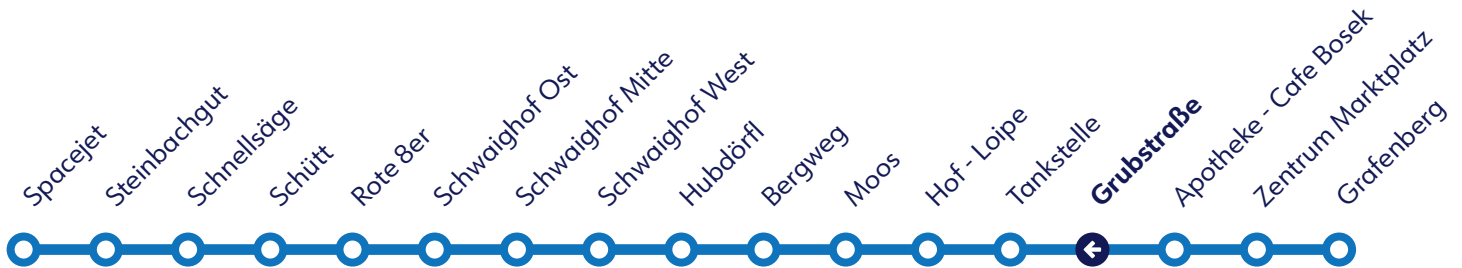 Spacejet
Steinbachgut
Schnellsäge
Schütt
Rote 8er
Schwaighof Ost
Schwaighof Mitte
Schwaighof West
Hubdörfl
Bergweg
Moos
Hof - Loipe
Tankstelle
Grubstraße
Apotheke - Cafe Bosek
Zentrum Marktplatz
Grafenberg